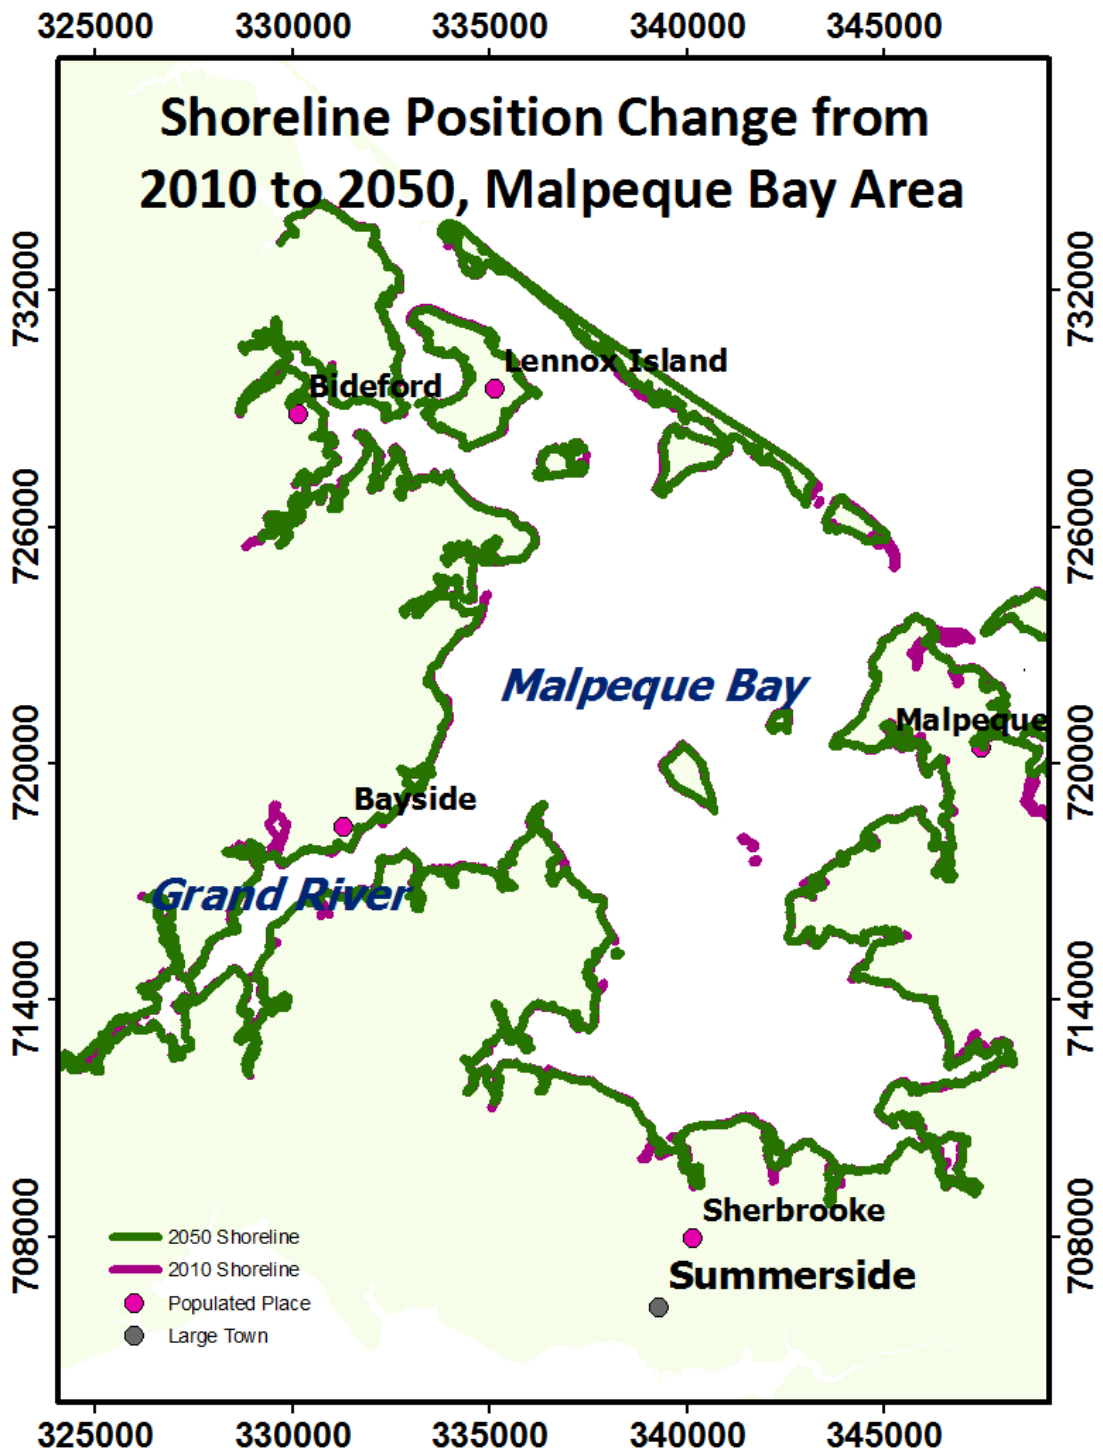 325000 330000 335000 340000 345000
Shoreline Position Change from
2010 to 2050, Malpeque Bay Area
732000
732000
Lennox Island
Bideford
726000
726000
Malpeque Bay
Malpeque
720000
720000
Bayside
Grand River
714000
714000
Sherbrooke
708000
708000
Summerside
2050 Shoreline
2010 Shoreline
Populated Place
Large Town
325000 330000 335000 340000 345000